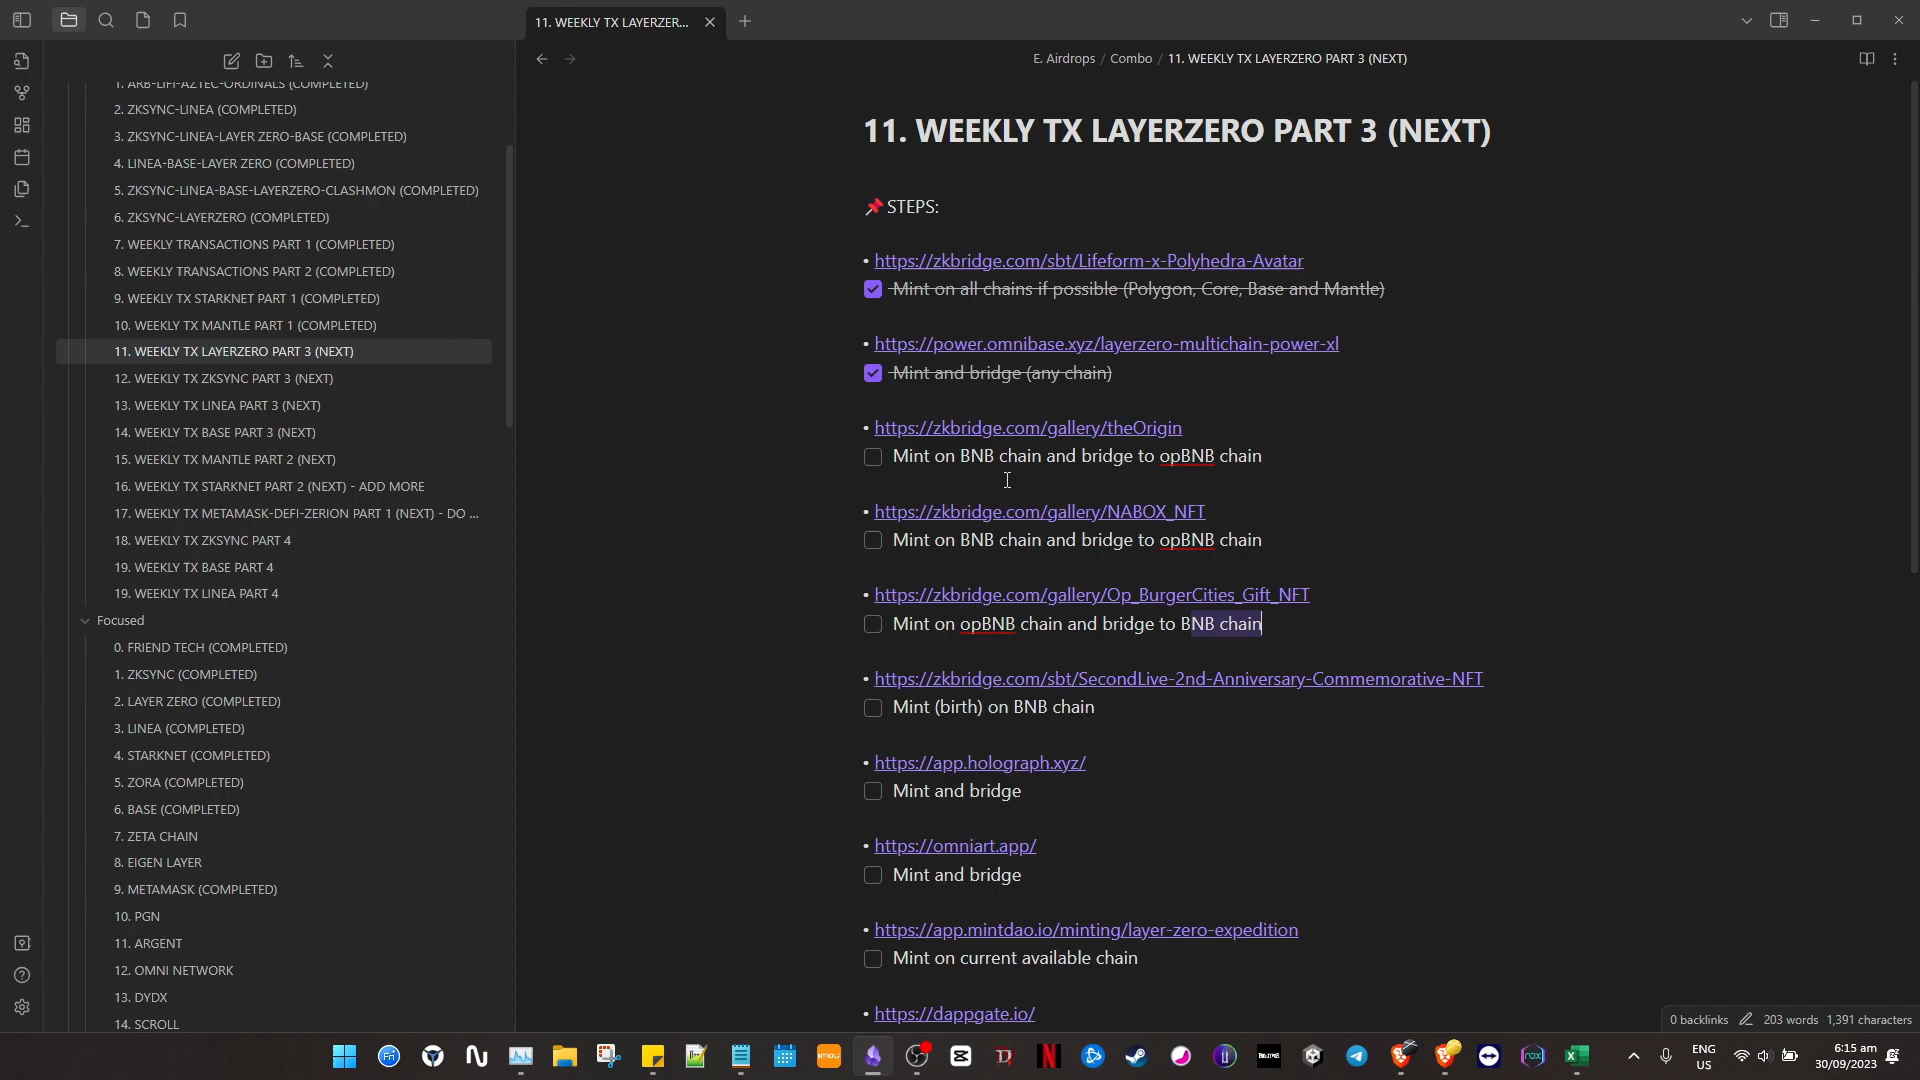 11. WEEKLY TX LAYERZER...
E. Airdrops / Combo / 11. WEEKLY TX LAYERZERO PART 3 (NEXT)
1. ARB-LIFI-AZTEC-ORDINALS (COMPLETED)
2. ZKSYNC-LINEA (COMPLETED)
3. ZKSYNC-LINEA-LAYER ZERO-BASE (COMPLETED)
4. LINEA-BASE-LAYER ZERO (COMPLETED)
5. ZKSYNC-LINEA-BASE-LAYERZERO-CLASHMON (COMPLETED)
6. ZKSYNC-LAYERZERO (COMPLETED)
7. WEEKLY TRANSACTIONS PART 1 (COMPLETED)
8. WEEKLY TRANSACTIONS PART 2 (COMPLETED)
9. WEEKLY TX STARKNET PART 1 (COMPLETED)
10. WEEKLY TX MANTLE PART 1 (COMPLETED)
11. WEEKLY TX LAYERZERO PART 3 (NEXT)
12. WEEKLY TX ZKSYNC PART 3 (NEXT)
13. WEEKLY TX LINEA PART 3 (NEXT)
14. WEEKLY TX BASE PART 3 (NEXT)
15. WEEKLY TX MANTLE PART 2 (NEXT)
16. WEEKLY TX STARKNET PART 2 (NEXT) - ADD MORE
17. WEEKLY TX METAMASK-DEFI-ZERION PART 1 (NEXT) - DO ...
18. WEEKLY TX ZKSYNC PART 4
19. WEEKLY TX BASE PART 4
19. WEEKLY TX LINEA PART 4
Focused
0. FRIEND TECH (COMPLETED)
1. ZKSYNC (COMPLETED)
2. LAYER ZERO (COMPLETED)
3. LINEA (COMPLETED)
4. STARKNET (COMPLETED)
5. ZORA (COMPLETED)
6. BASE (COMPLETED)
7. ZETA CHAIN
8. EIGEN LAYER
9. METAMASK (COMPLETED)
10. PGN
11. ARGENT
12. OMNI NETWORK
13. DYDX
14. SCROLL
11. WEEKLY TX LAYERZERO PART 3 (NEXT)
📌STEPS:
• https://zkbridge.com/sbt/Lifeform-x-Polyhedra-Avatar
Mint on all chains if possible (Polygon, Core, Base and Mantle)
• https://power.omnibase.xyz/layerzero-multichain-power-xl
Mint and bridge (any chain)
• https://zkbridge.com/gallery/theOrigin
Mint on BNB chain and bridge to opBNB chain
• https://zkbridge.com/gallery/NABOX_NFT
Mint on BNB chain and bridge to opBNB chain
• https://zkbridge.com/gallery/Op_BurgerCities_Gift_NFT
Mint on opBNB chain and bridge to BNB chain
• https://zkbridge.com/sbt/SecondLive-2nd-Anniversary-Commemorative-NFT
Mint (birth) on BNB chain
• https://app.holograph.xyz/
Mint and bridge
• https://omniart.app/
Mint and bridge
• https://app.mintdao.io/minting/layer-zero-expedition
Mint on current available chain
• https://dappgate.io/
0 backlinks 203 words 1,391 characters
ENG
US
6:15 am
30/09/2023